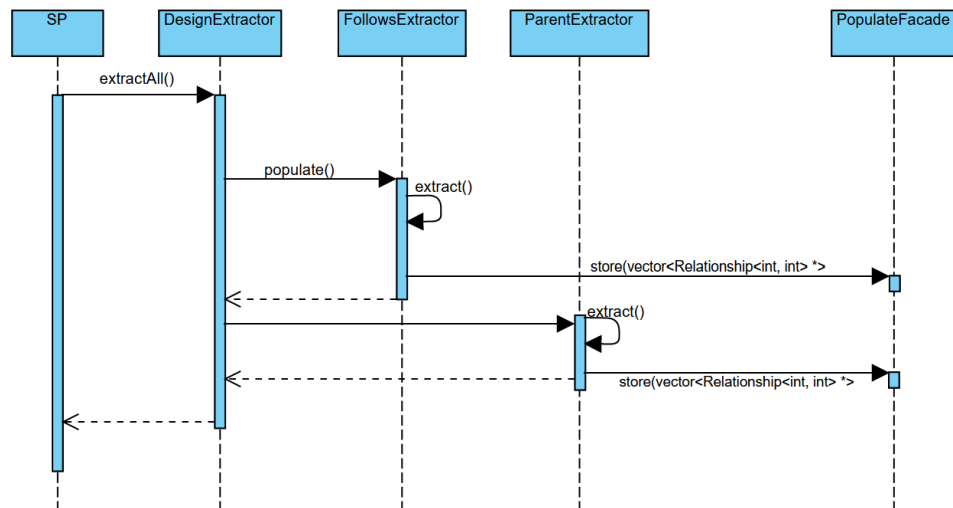 SP
DesignExtractor
FollowsExtractor
ParentExtractor
PopulateFacade
extractAll()
populate()
extract()
store(vector<Relationship<int, int> *>
extract()
store(vector<Relationship<int, int> *>